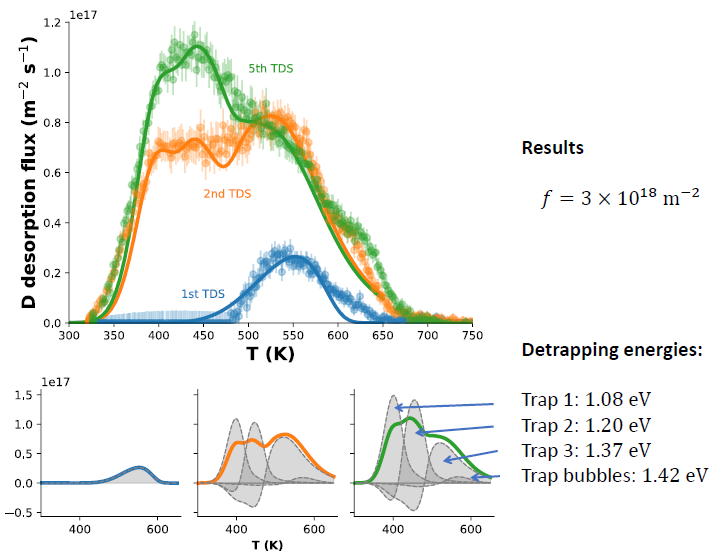 1e17
1.2
1.0
0.8
0.6
0.4
0.2
0.0
D desorption flux (m⁻² s⁻¹)
5th TDS
2nd TDS
1st TDS
300 350 400 450 500 550 600 650 700 750
T (K)
Results
f = 3 × 10¹⁸ m⁻²
Detrapping energies:
Trap 1: 1.08 eV
Trap 2: 1.20 eV
Trap 3: 1.37 eV
Trap bubbles: 1.42 eV
1e17
1.5
1.0
0.5
0.0
−0.5
400 600
400 600
400 600
T (K)